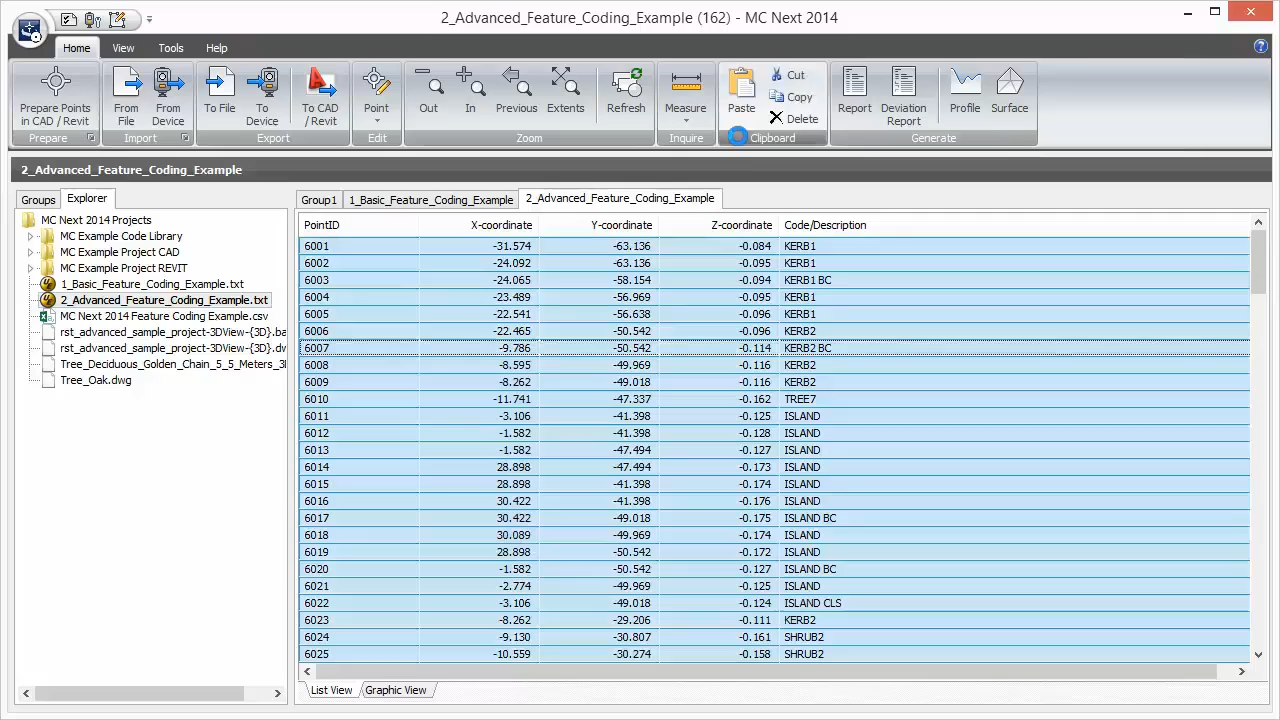 2_Advanced_Feature_Coding_Example (162) - MC Next 2014
Home View Tools Help
Prepare Points in CAD / Revit
From File
From Device
To File
To Device
To CAD / Revit
Point
Out
In
Previous
Extents
Refresh
Measure
Paste
Cut
Copy
Delete
Report
Deviation Report
Profile
Surface
Prepare Import Export Edit Zoom Inquire Clipboard Generate
2_Advanced_Feature_Coding_Example
Groups Explorer
MC Next 2014 Projects
MC Example Code Library
MC Example Project CAD
MC Example Project REVIT
1_Basic_Feature_Coding_Example.txt
2_Advanced_Feature_Coding_Example.txt
MC Next 2014 Feature Coding Example.csv
rst_advanced_sample_project-3DView-{3D}.ba
rst_advanced_sample_project-3DView-{3D}.dw
Tree_Deciduous_Golden_Chain_5_5_Meters_3D
Tree_Oak.dwg
Group1 1_Basic_Feature_Coding_Example 2_Advanced_Feature_Coding_Example
PointID X-coordinate Y-coordinate Z-coordinate Code/Description
6001 -31.574 -63.136 -0.084 KERB1
6002 -24.092 -63.136 -0.095 KERB1
6003 -24.065 -58.154 -0.094 KERB1 BC
6004 -23.489 -56.969 -0.095 KERB1
6005 -22.541 -56.638 -0.096 KERB1
6006 -22.465 -50.542 -0.096 KERB2
6007 -9.786 -50.542 -0.114 KERB2 BC
6008 -8.595 -49.969 -0.116 KERB2
6009 -8.262 -49.018 -0.116 KERB2
6010 -11.741 -47.337 -0.162 TREE7
6011 -3.106 -41.398 -0.125 ISLAND
6012 -1.582 -41.398 -0.128 ISLAND
6013 -1.582 -47.494 -0.127 ISLAND
6014 28.898 -47.494 -0.173 ISLAND
6015 28.898 -41.398 -0.174 ISLAND
6016 30.422 -41.398 -0.176 ISLAND
6017 30.422 -49.018 -0.175 ISLAND BC
6018 30.089 -49.969 -0.174 ISLAND
6019 28.898 -50.542 -0.172 ISLAND
6020 -1.582 -50.542 -0.127 ISLAND BC
6021 -2.774 -49.969 -0.125 ISLAND
6022 -3.106 -49.018 -0.124 ISLAND CLS
6023 -8.262 -29.206 -0.111 KERB2
6024 -9.130 -30.807 -0.161 SHRUB2
6025 -10.559 -30.274 -0.158 SHRUB2
List View Graphic View